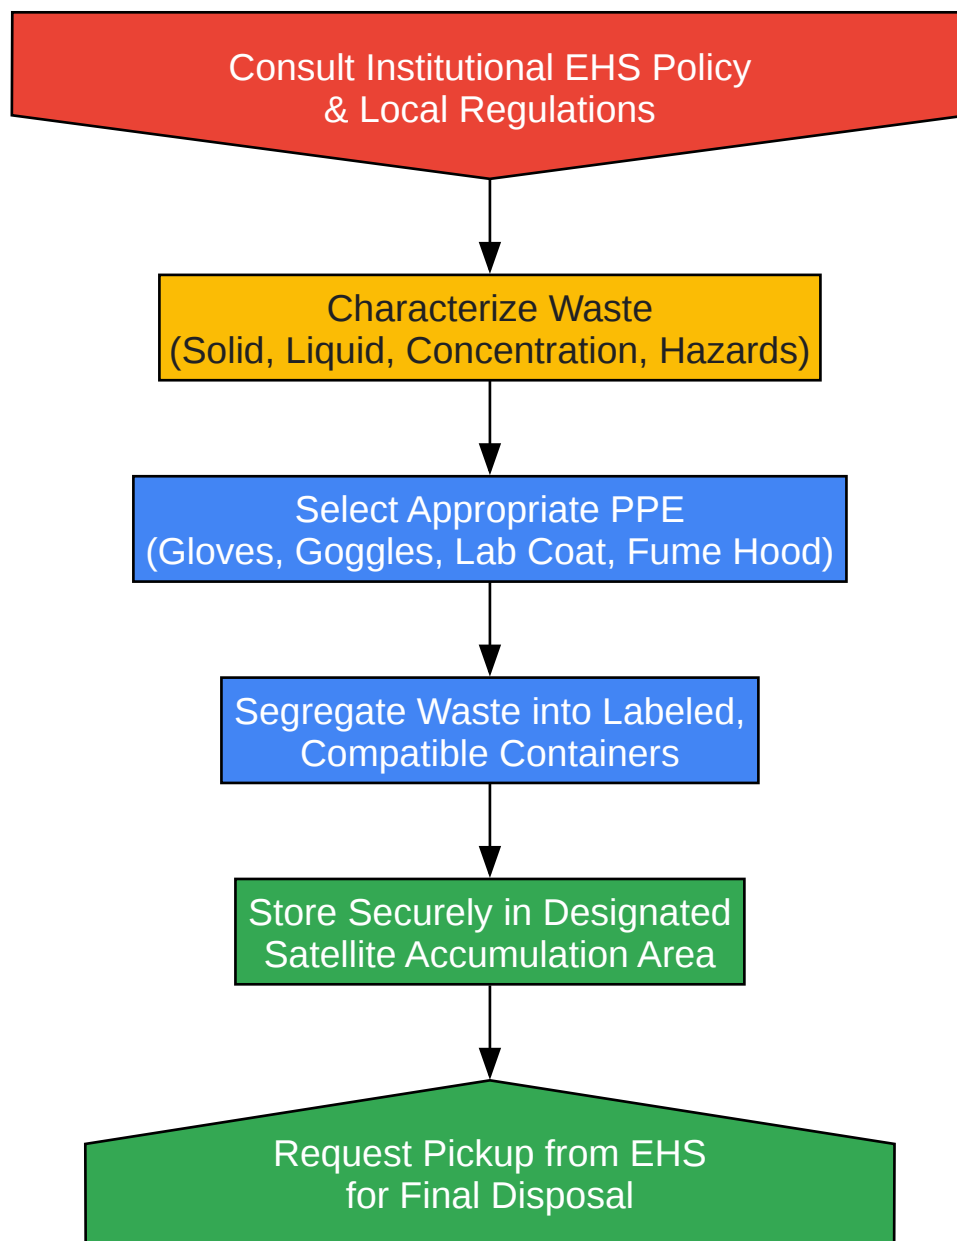 Consult Institutional EHS Policy
& Local Regulations
Characterize Waste
(Solid, Liquid, Concentration, Hazards)
Select Appropriate PPE
(Gloves, Goggles, Lab Coat, Fume Hood)
Segregate Waste into Labeled,
Compatible Containers
Store Securely in Designated
Satellite Accumulation Area
Request Pickup from EHS
for Final Disposal